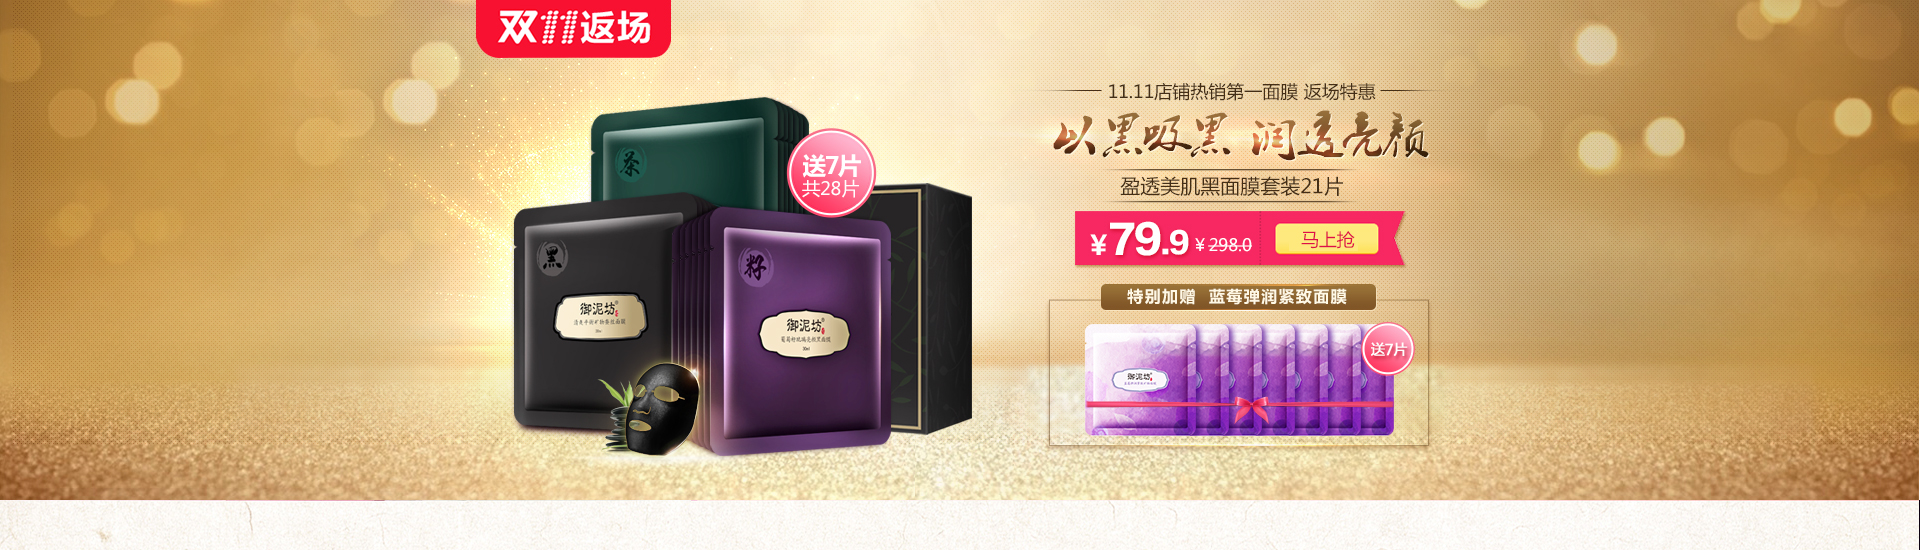 双11返场
11.11店铺热销第一面膜 返场特惠
以黑吸黑 润透亮颜
盈透美肌黑面膜套装21片
¥79.9 ¥298.0 马上抢
特别加赠 蓝莓弹润紧致面膜
送7片
送7片
共28片
茶
黑
御泥坊
籽
御泥坊
御泥坊